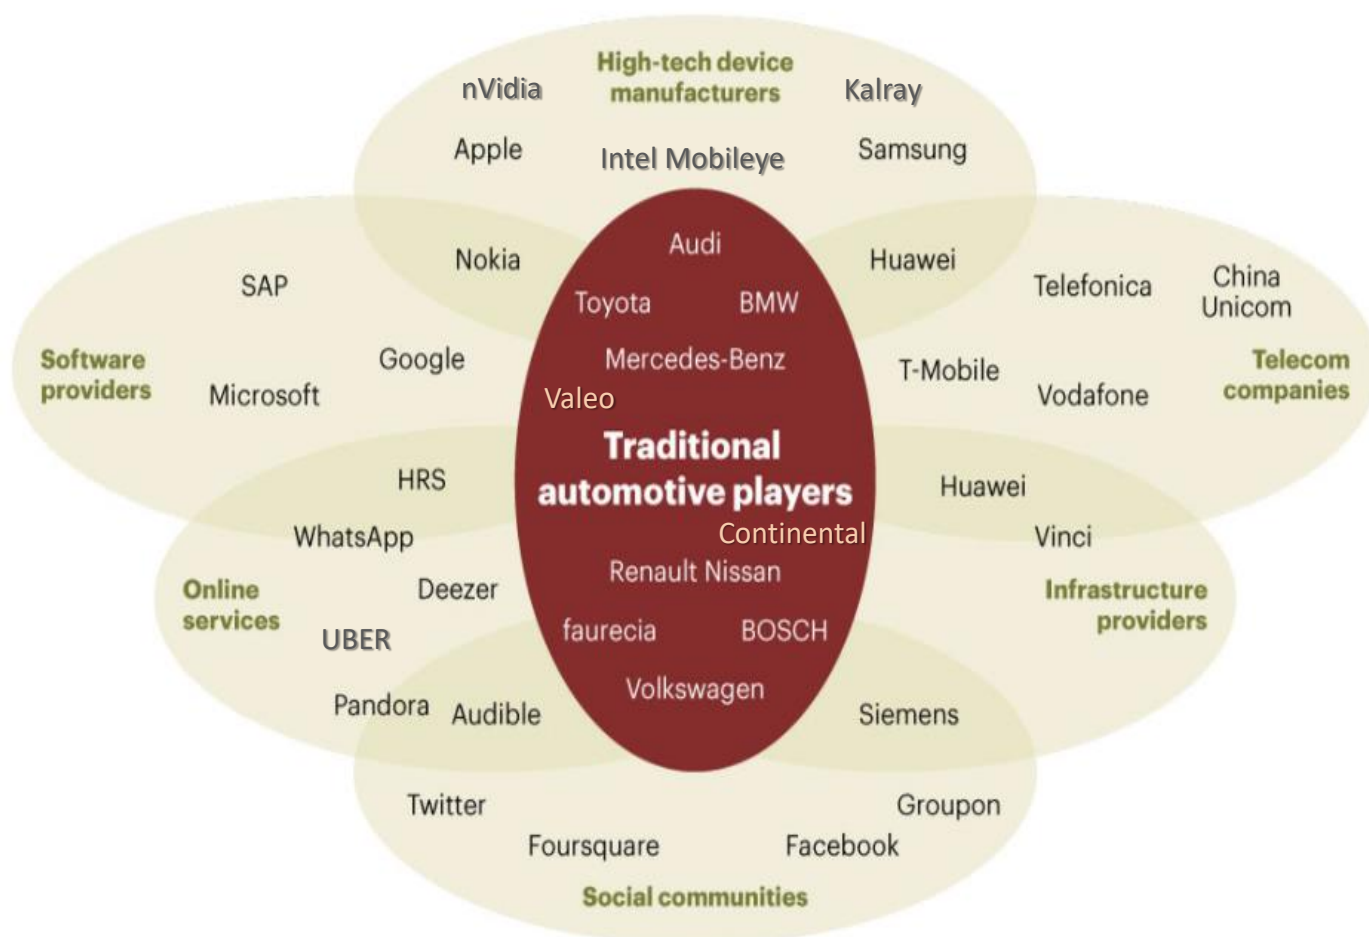 High-tech device
manufacturers
nVidia
Kalray
Apple
Intel Mobileye
Samsung
Nokia
Audi
Huawei
SAP
Toyota
BMW
Telefonica
China
Unicom
Software
providers
Google
Mercedes-Benz
T-Mobile
Telecom
companies
Microsoft
Valeo
Vodafone
Traditional
automotive players
HRS
Huawei
WhatsApp
Continental
Vinci
Online
services
Deezer
Renault Nissan
Infrastructure
providers
UBER
faurecia
BOSCH
Pandora
Audible
Volkswagen
Siemens
Twitter
Groupon
Foursquare
Facebook
Social communities